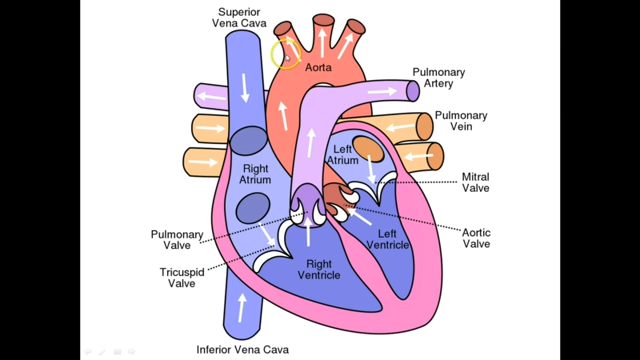 Superior
Vena Cava
Aorta
Pulmonary
Artery
Pulmonary
Vein
Left
Atrium
Right
Atrium
Mitral
Valve
Pulmonary
Valve
Left
Ventricle
Aortic
Valve
Tricuspid
Valve
Right
Ventricle
Inferior Vena Cava